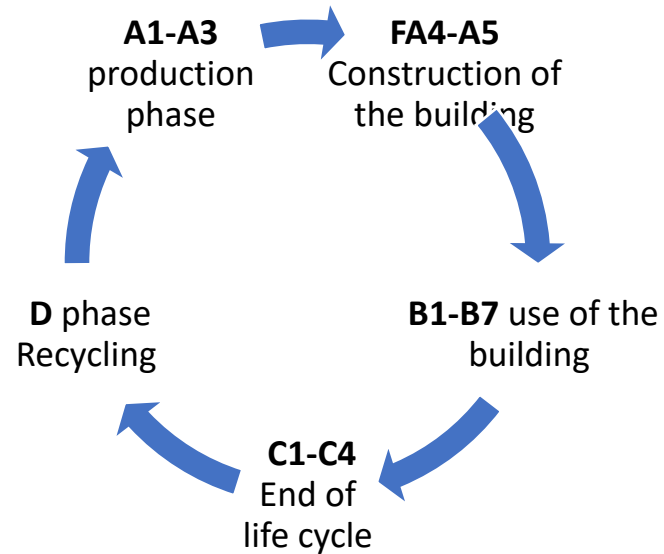 A1-A3
production
phase
FA4-A5
Construction of
the building
B1-B7 use of the
building
C1-C4
End of
life cycle
D phase
Recycling